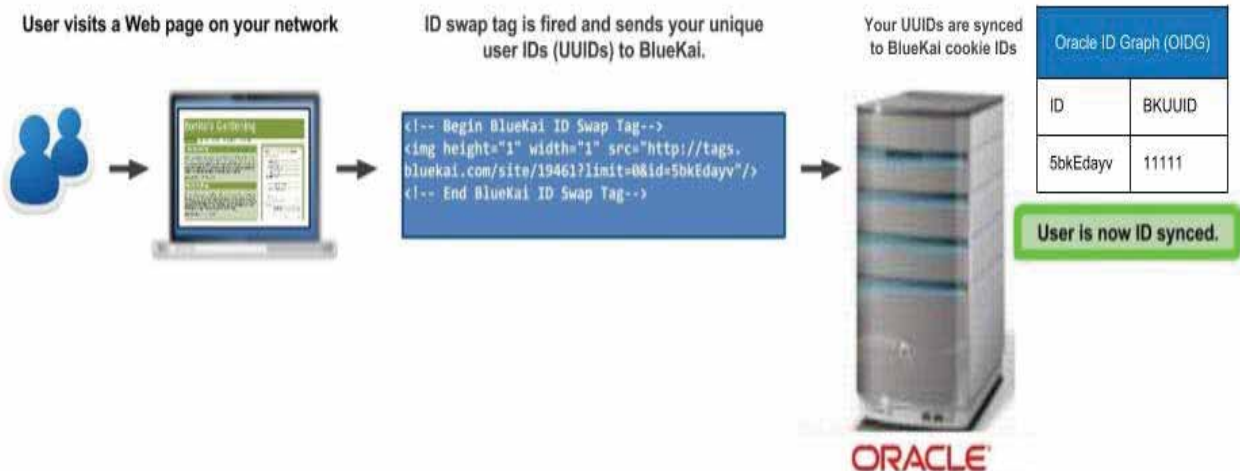 User visits a Web page on your network
ID swap tag is fired and sends your unique
user IDs (UUIDs) to BlueKai.
Your UUIDs are synced
to BlueKai cookie IDs
Oracle ID Graph (OIDG)
ID BKUUID
5bkEdayv 11111
<!-- Begin BlueKai ID Swap Tag-->
<img height="1" width="1" src="http://tags.
bluekai.com/site/19461?limit=0&id=5bkEdayv"/>
<!-- End BlueKai ID Swap Tag-->
User is now ID synced.
Gardening
ORACLE